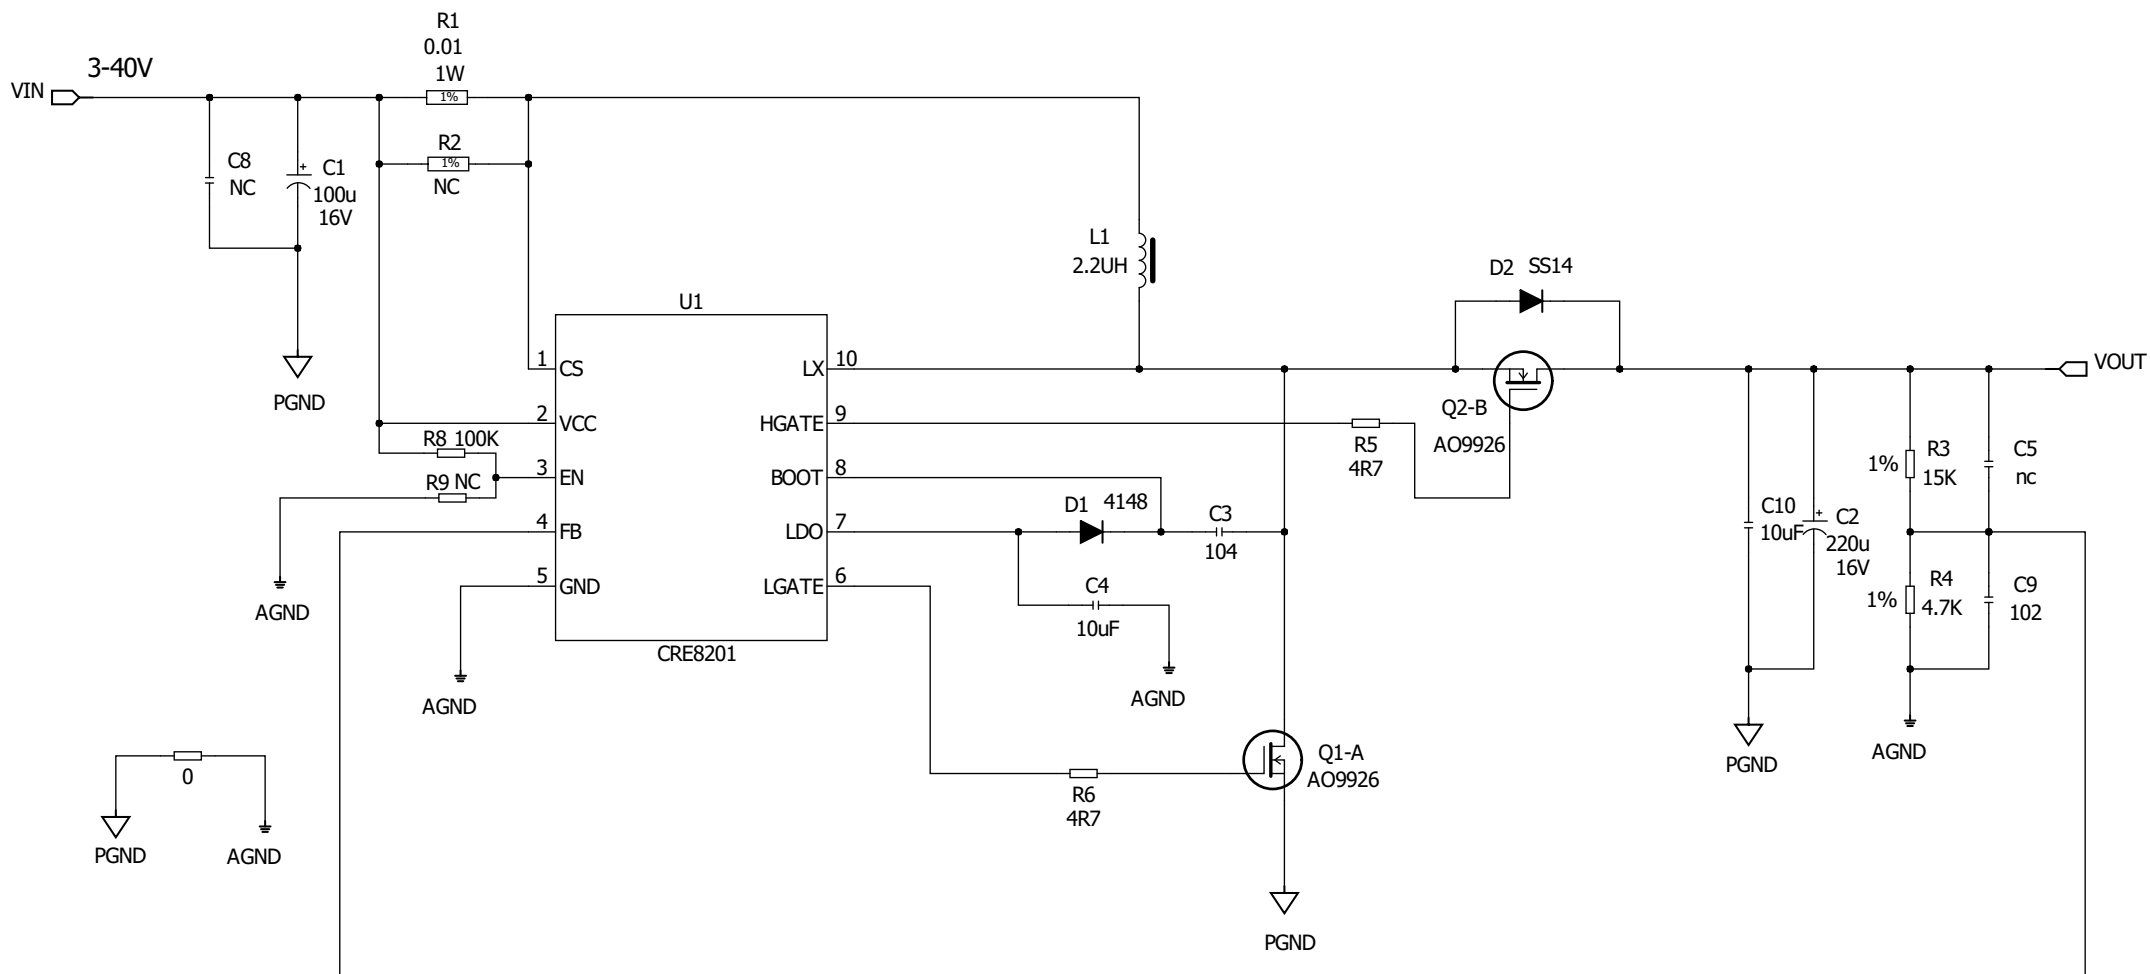 R1
0.01
1W
3-40V
VIN
1%
R2
1%
NC
C8
NC
C1
+
100u
16V
PGND
L1
2.2UH
D2 SS14
U1
1 CS
2 VCC
3 EN
4 FB
5 GND
LX 10
HGATE 9
BOOT 8
LDO 7
LGATE 6
CRE8201
R8 100K
R9 NC
AGND
AGND
D1 4148
C3
104
C4
10uF
AGND
R5
4R7
Q2-B
AO9926
VOUT
C10
10uF
+
C2
220u
16V
PGND
1%
R3
15K
C5
nc
1%
R4
4.7K
C9
102
AGND
R6
4R7
Q1-A
AO9926
PGND
0
PGND
AGND